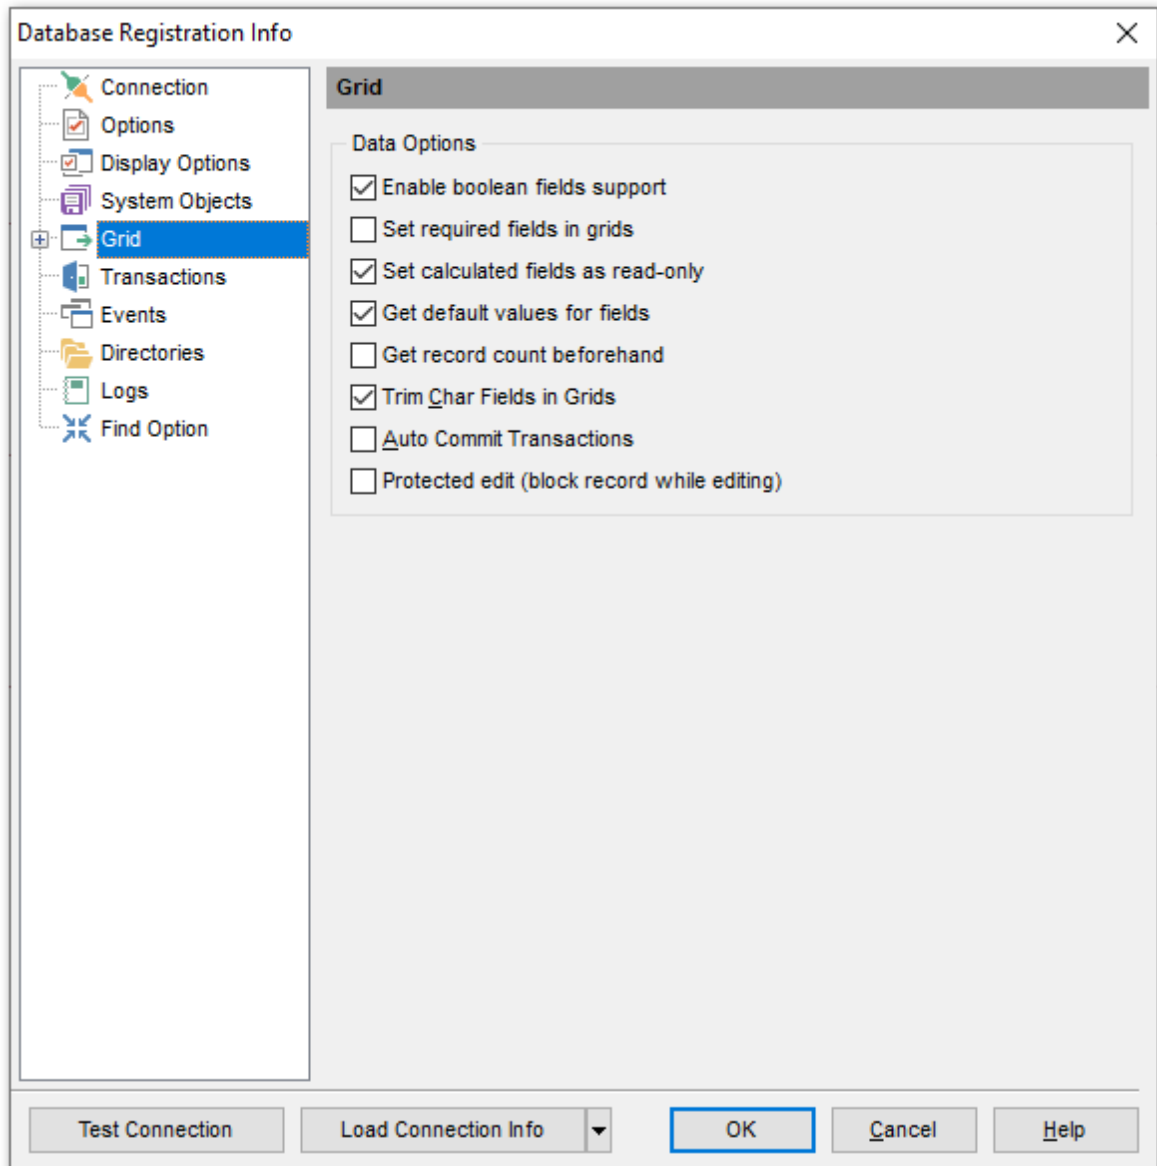 Database Registration Info
Connection
Options
Display Options
System Objects
Grid
Transactions
Events
Directories
Logs
Find Option
Grid
Data Options
Enable boolean fields support
Set required fields in grids
Set calculated fields as read-only
Get default values for fields
Get record count beforehand
Trim Char Fields in Grids
Auto Commit Transactions
Protected edit (block record while editing)
Test Connection
Load Connection Info
OK
Cancel
Help